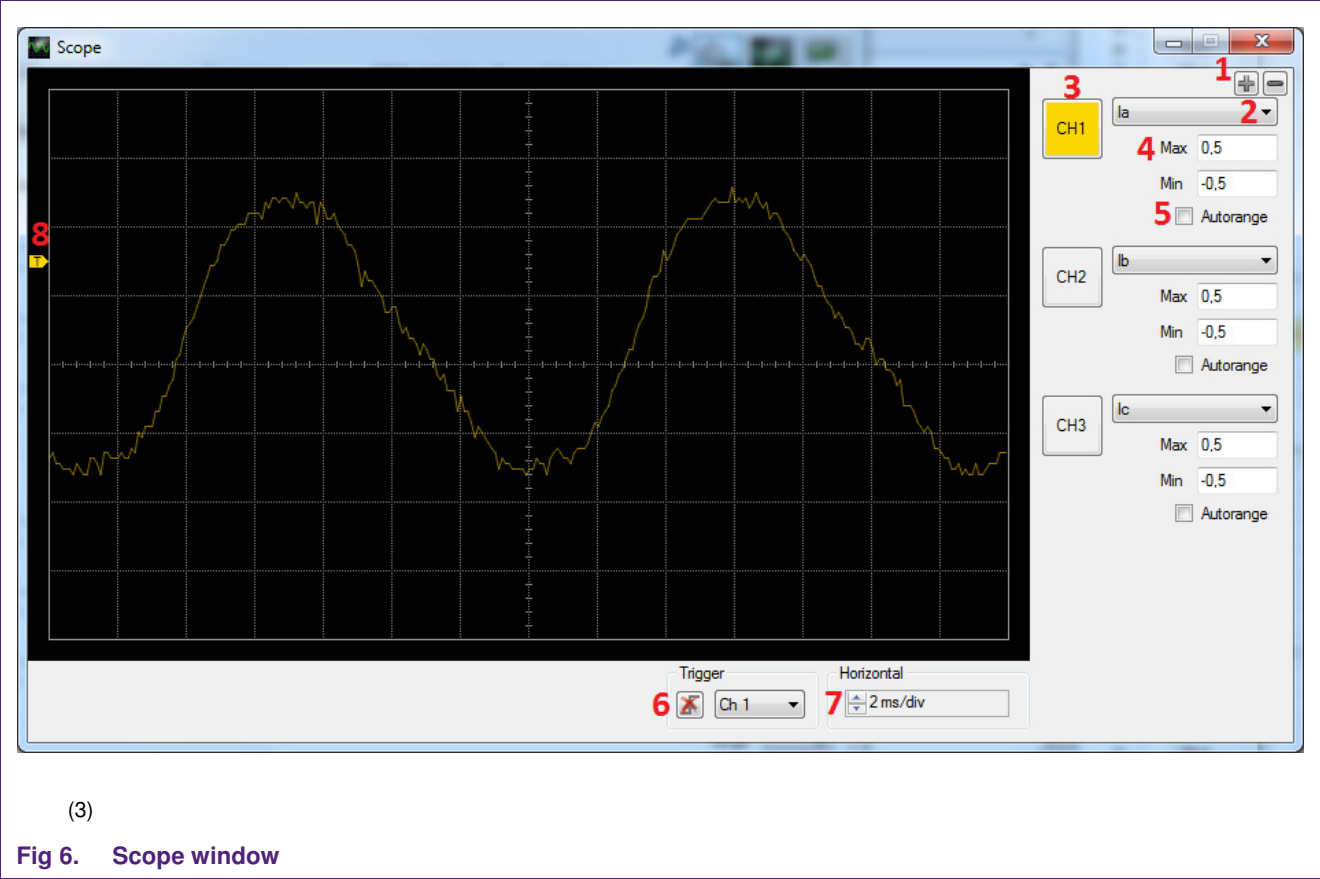 Scope
1
3
CH1
Ia
2
4 Max 0,5
Min -0,5
5 Autorange
8
T
CH2
Ib
Max 0,5
Min -0,5
Autorange
CH3
Ic
Max 0,5
Min -0,5
Autorange
Trigger
6 Ch 1
Horizontal
7 2 ms/div
(3)
Fig 6. Scope window